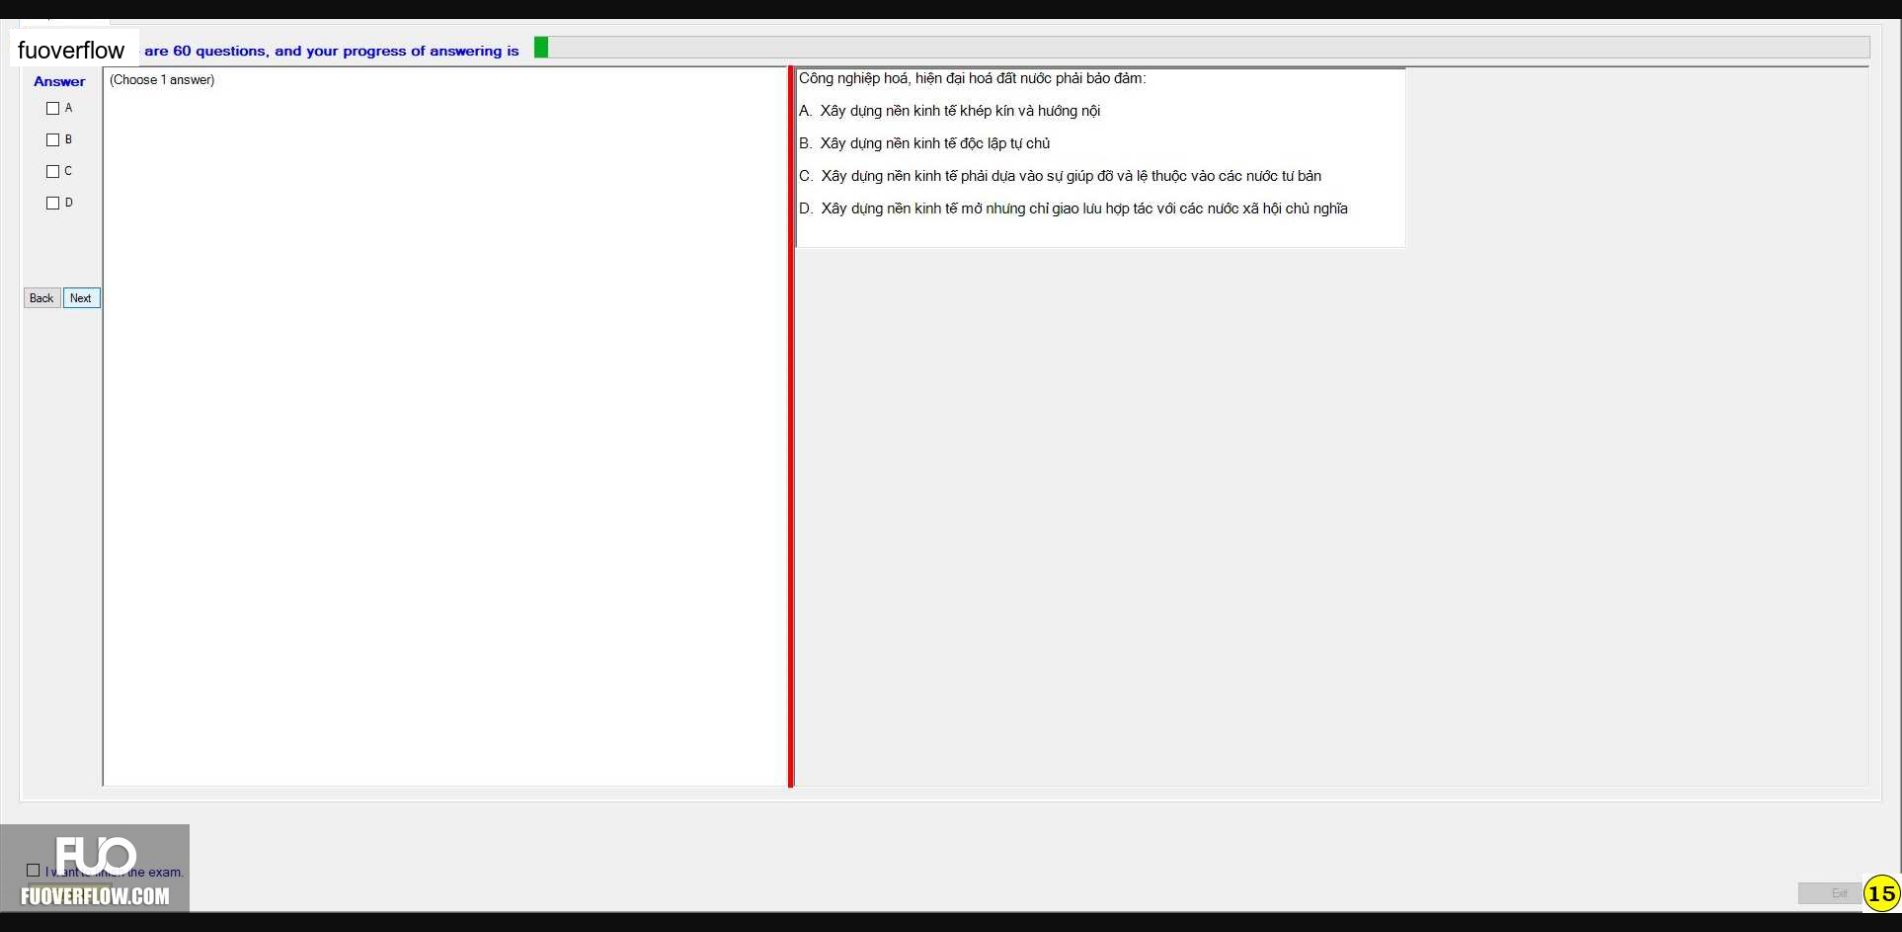 fuoverflow are 60 questions, and your progress of answering is
Answer
(Choose 1 answer)
A
B
C
D
Back Next
Công nghiệp hoá, hiện đại hoá đất nước phải bảo đảm:
A. Xây dựng nền kinh tế khép kín và hướng nội
B. Xây dựng nền kinh tế độc lập tự chủ
C. Xây dựng nền kinh tế phải dựa vào sự giúp đỡ và lệ thuộc vào các nước tư bản
D. Xây dựng nền kinh tế mở nhưng chỉ giao lưu hợp tác với các nước xã hội chủ nghĩa
FUO
I want to finish the exam.
FUOVERFLOW.COM
Exit
15